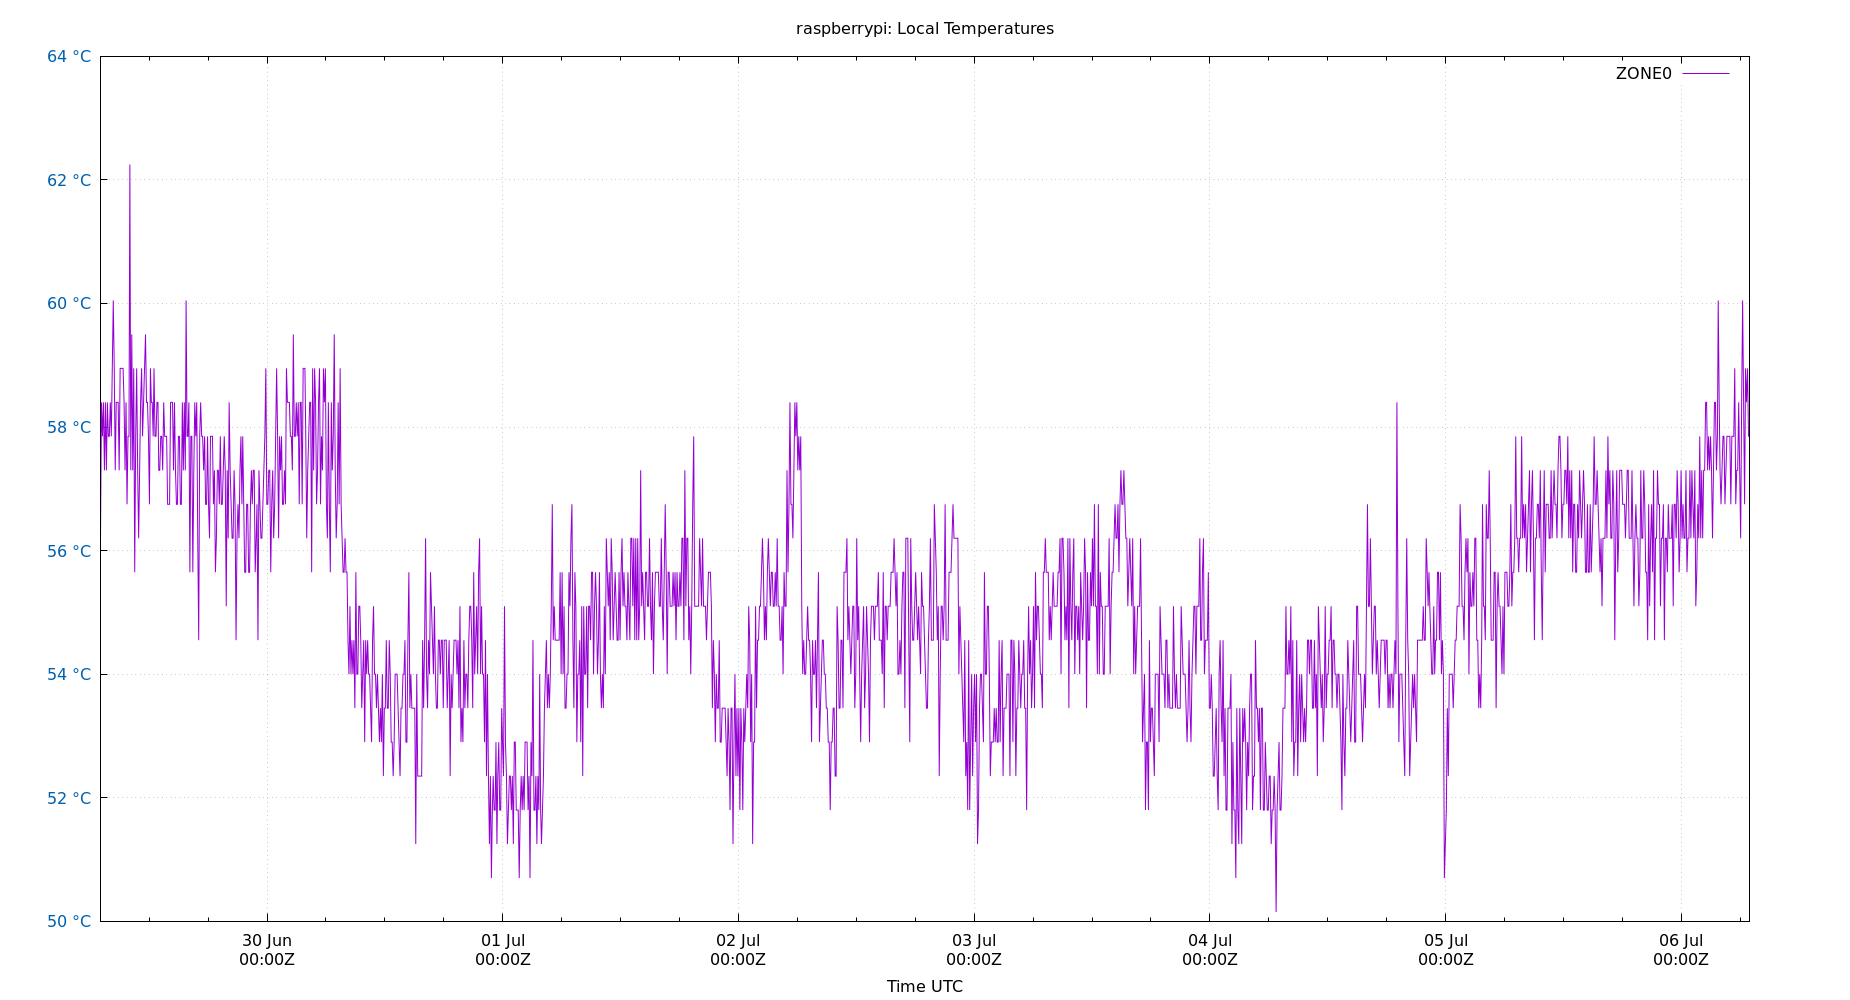 raspberrypi: Local Temperatures
64 °C
ZONE0
62 °C
60 °C
58 °C
56 °C
54 °C
52 °C
50 °C
30 Jun 01 Jul 02 Jul 03 Jul 04 Jul 05 Jul 06 Jul
00:00Z 00:00Z 00:00Z 00:00Z 00:00Z 00:00Z 00:00Z
Time UTC